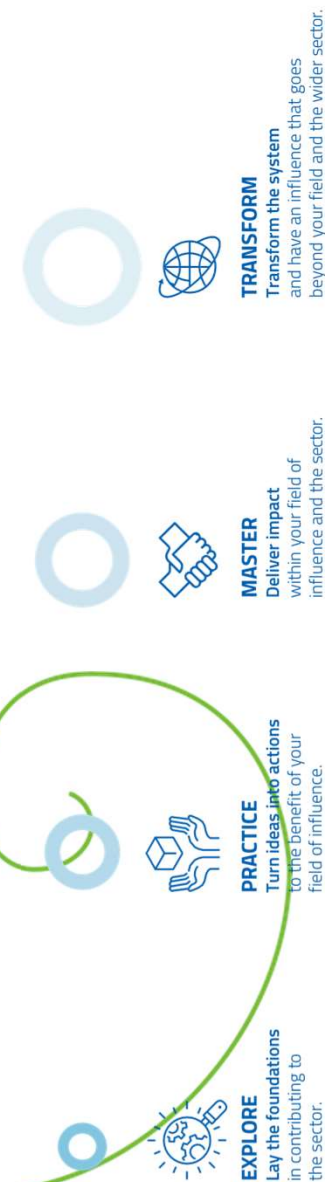 EXPLORE
Lay the foundations
in contributing to
the sector.
PRACTICE
Turn ideas into actions
to the benefit of your
field of influence.
MASTER
Deliver impact
within your field of
influence and the sector.
TRANSFORM
Transform the system
and have an influence that goes
beyond your field and the wider sector.